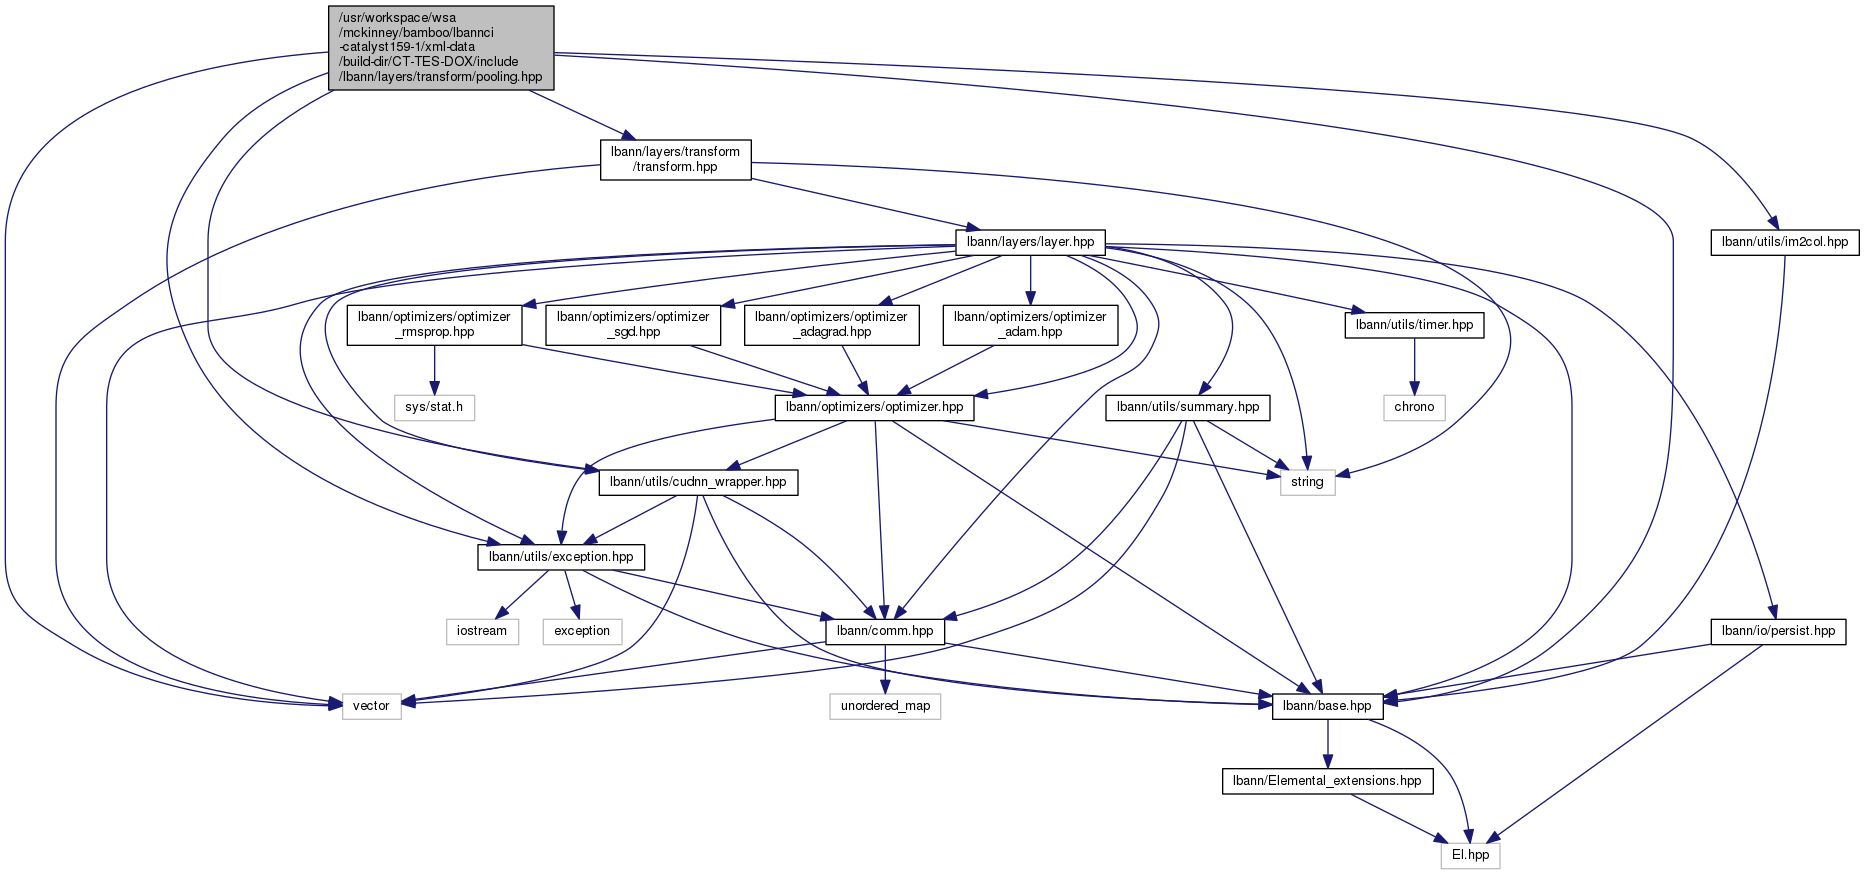 /usr/workspace/wsa
/mckinney/bamboo/lbannci
-catalyst159-1/xml-data
/build-dir/CT-TES-DOX/include
/lbann/layers/transform/pooling.hpp
lbann/layers/transform
/transform.hpp
lbann/layers/layer.hpp
lbann/utils/im2col.hpp
lbann/optimizers/optimizer
_rmsprop.hpp
lbann/optimizers/optimizer
_sgd.hpp
lbann/optimizers/optimizer
_adagrad.hpp
lbann/optimizers/optimizer
_adam.hpp
lbann/utils/timer.hpp
sys/stat.h
lbann/optimizers/optimizer.hpp
lbann/utils/summary.hpp
chrono
lbann/utils/cudnn_wrapper.hpp
string
lbann/utils/exception.hpp
iostream
exception
lbann/comm.hpp
lbann/io/persist.hpp
vector
unordered_map
lbann/base.hpp
lbann/Elemental_extensions.hpp
El.hpp